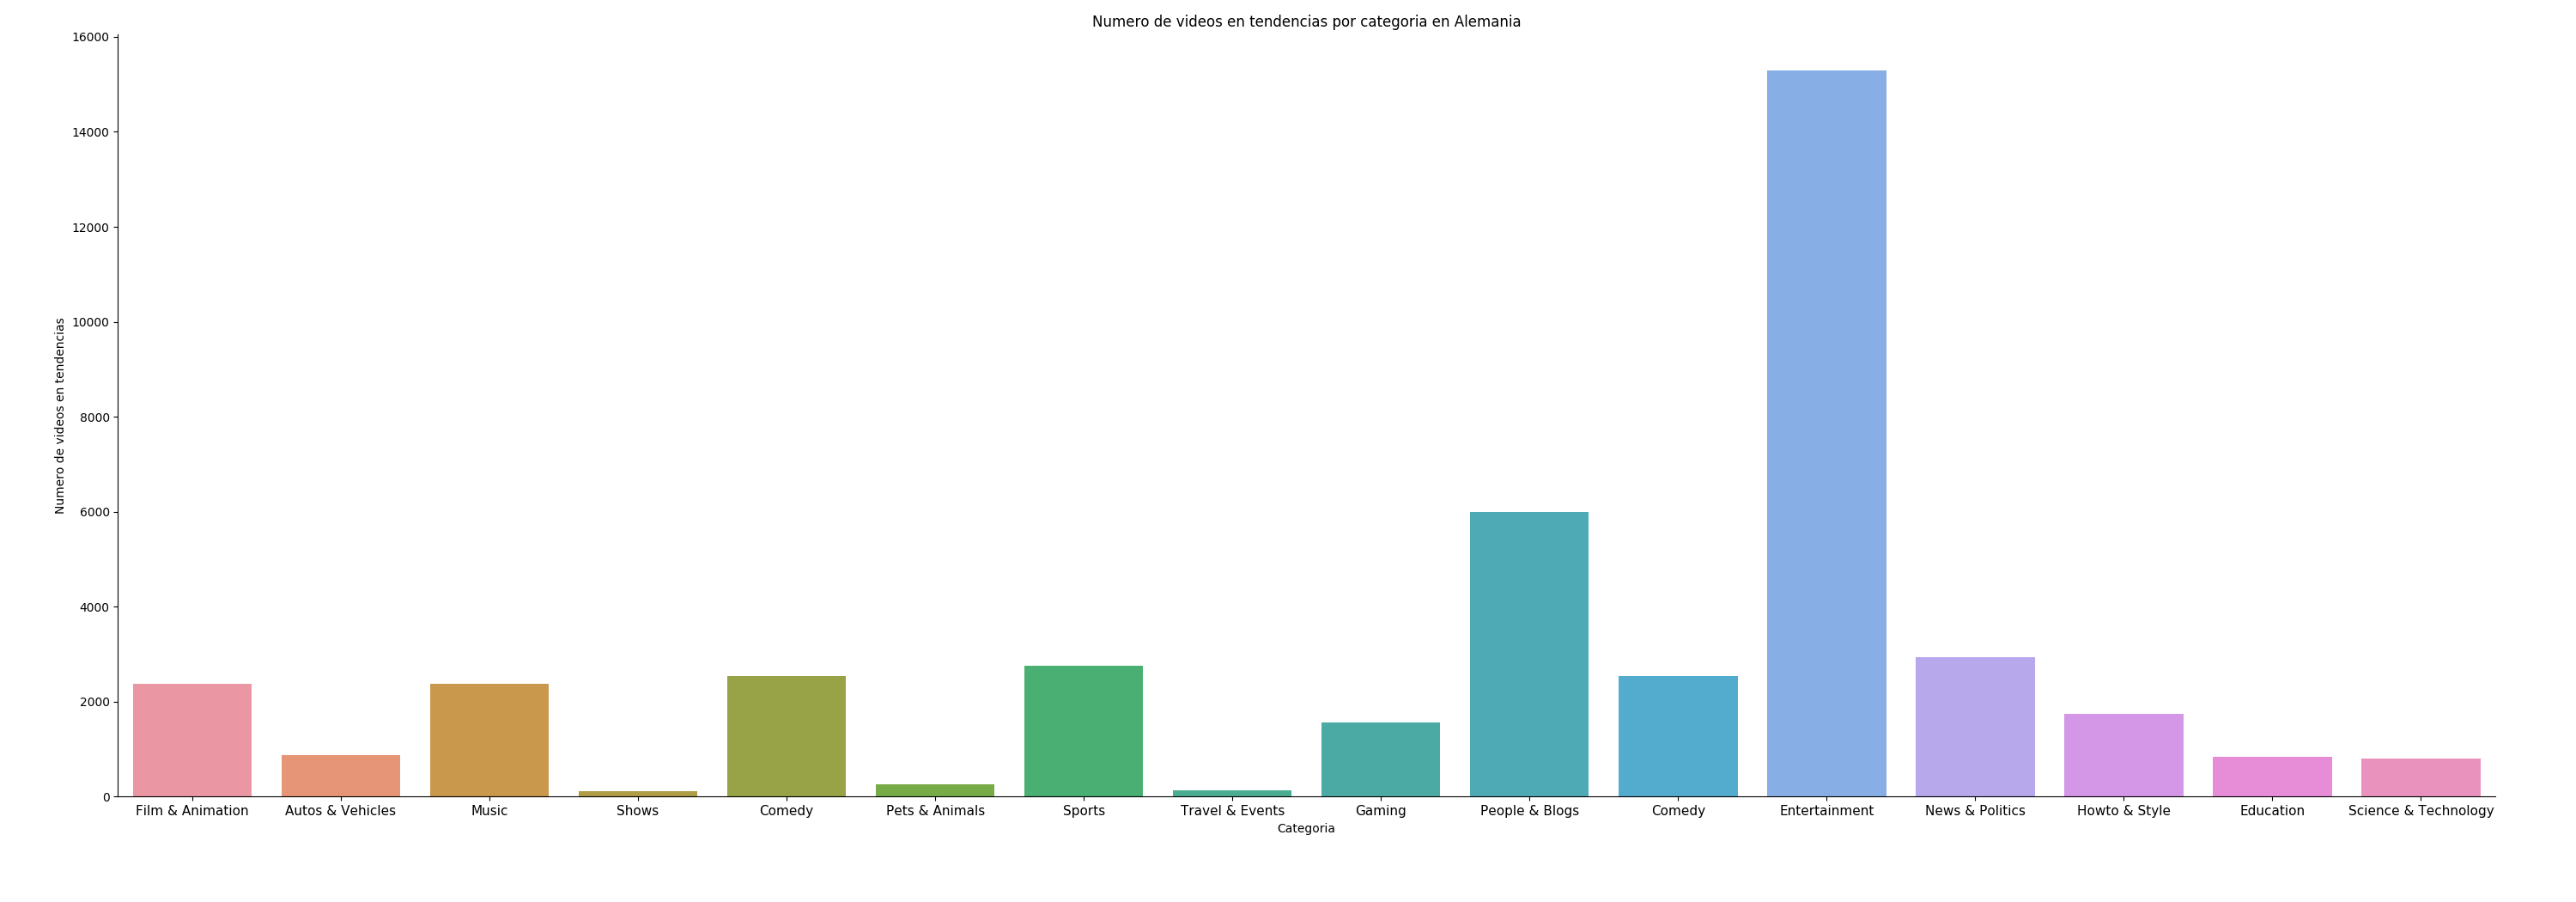 Numero de videos en tendencias por categoria en Alemania
Numero de videos en tendencias
16000
14000
12000
10000
8000
6000
4000
2000
0
Film & Animation Autos & Vehicles Music Shows Comedy Pets & Animals Sports Travel & Events Gaming People & Blogs Comedy Entertainment News & Politics Howto & Style Education Science & Technology
Categoria